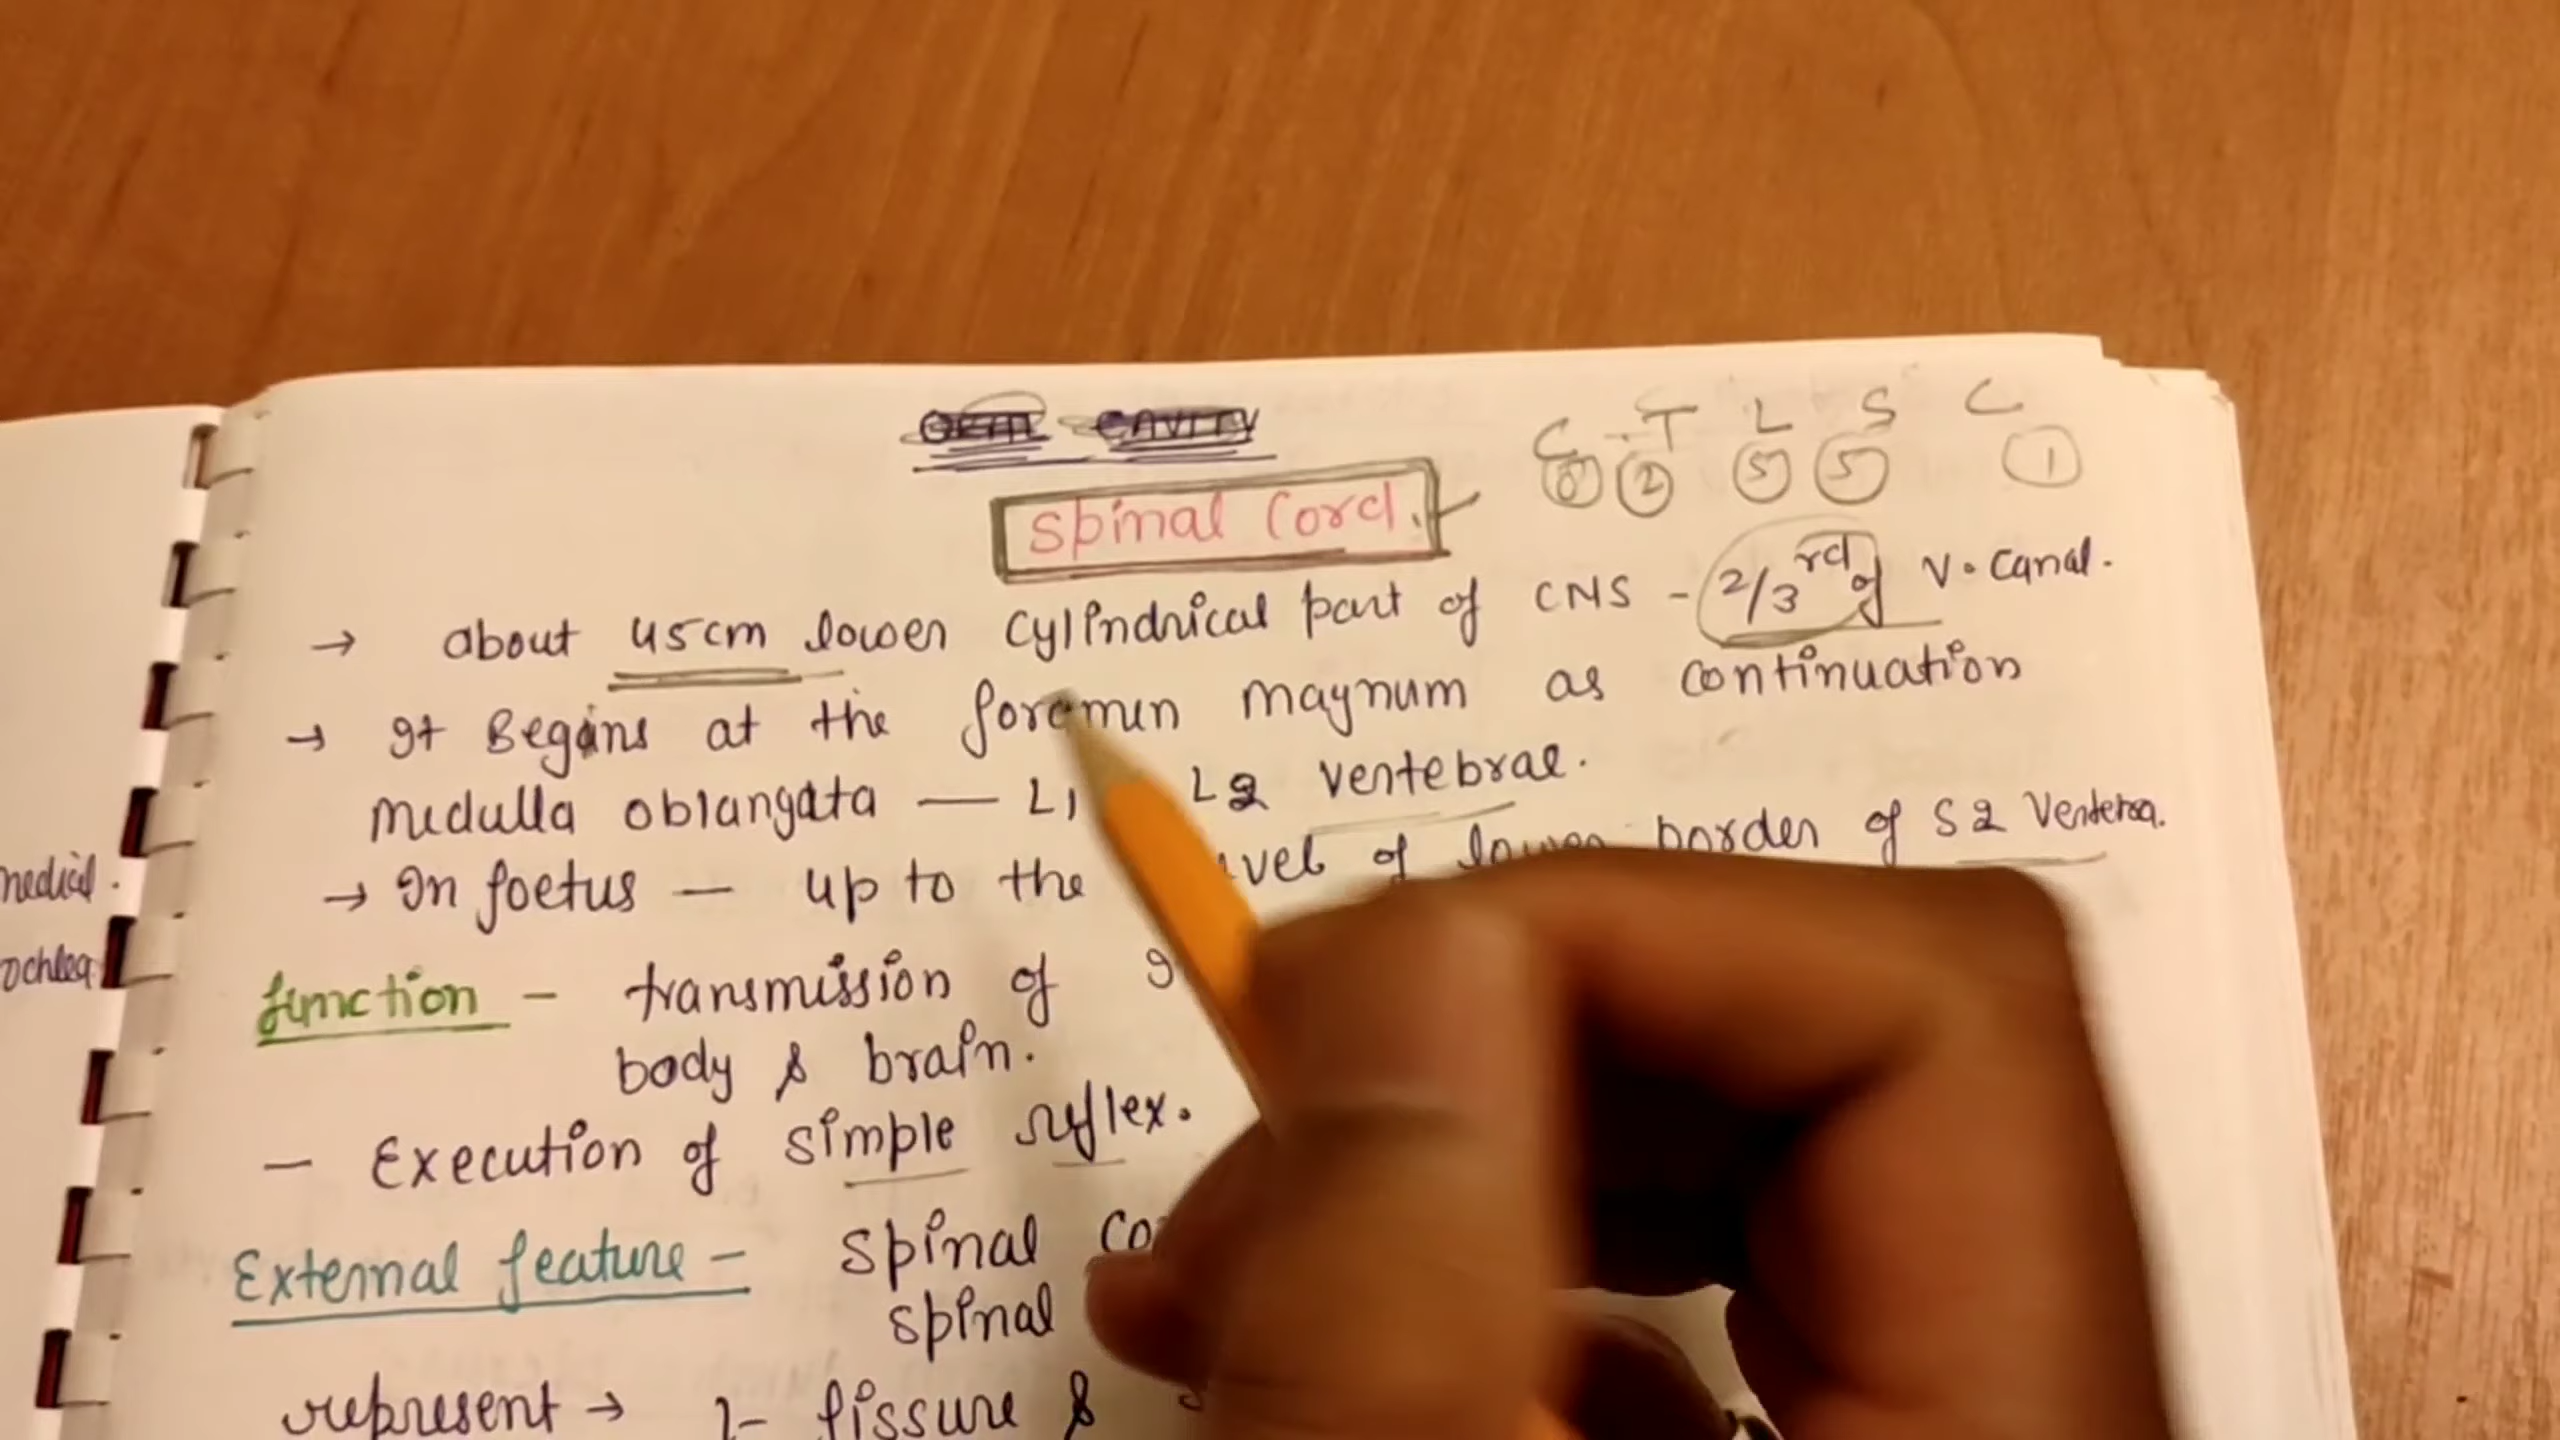 ORAL CAVITY
C T L S C
8 2 5 5 1
Spinal Cord.
→ about 45cm lower cylindrical part of CNS - 2/3rd of V. Canal.
→ It Begins at the foramen magnum as continuation
medulla oblangata — L1 L2 Vertebrae.
→ In foetus — up to the level of lower border of S2 Vertebra.
medial.
ochlea
function - transmission of
body & brain.
— Execution of simple reflex.
External feature - spinal
spinal
represent → 1- fissure &